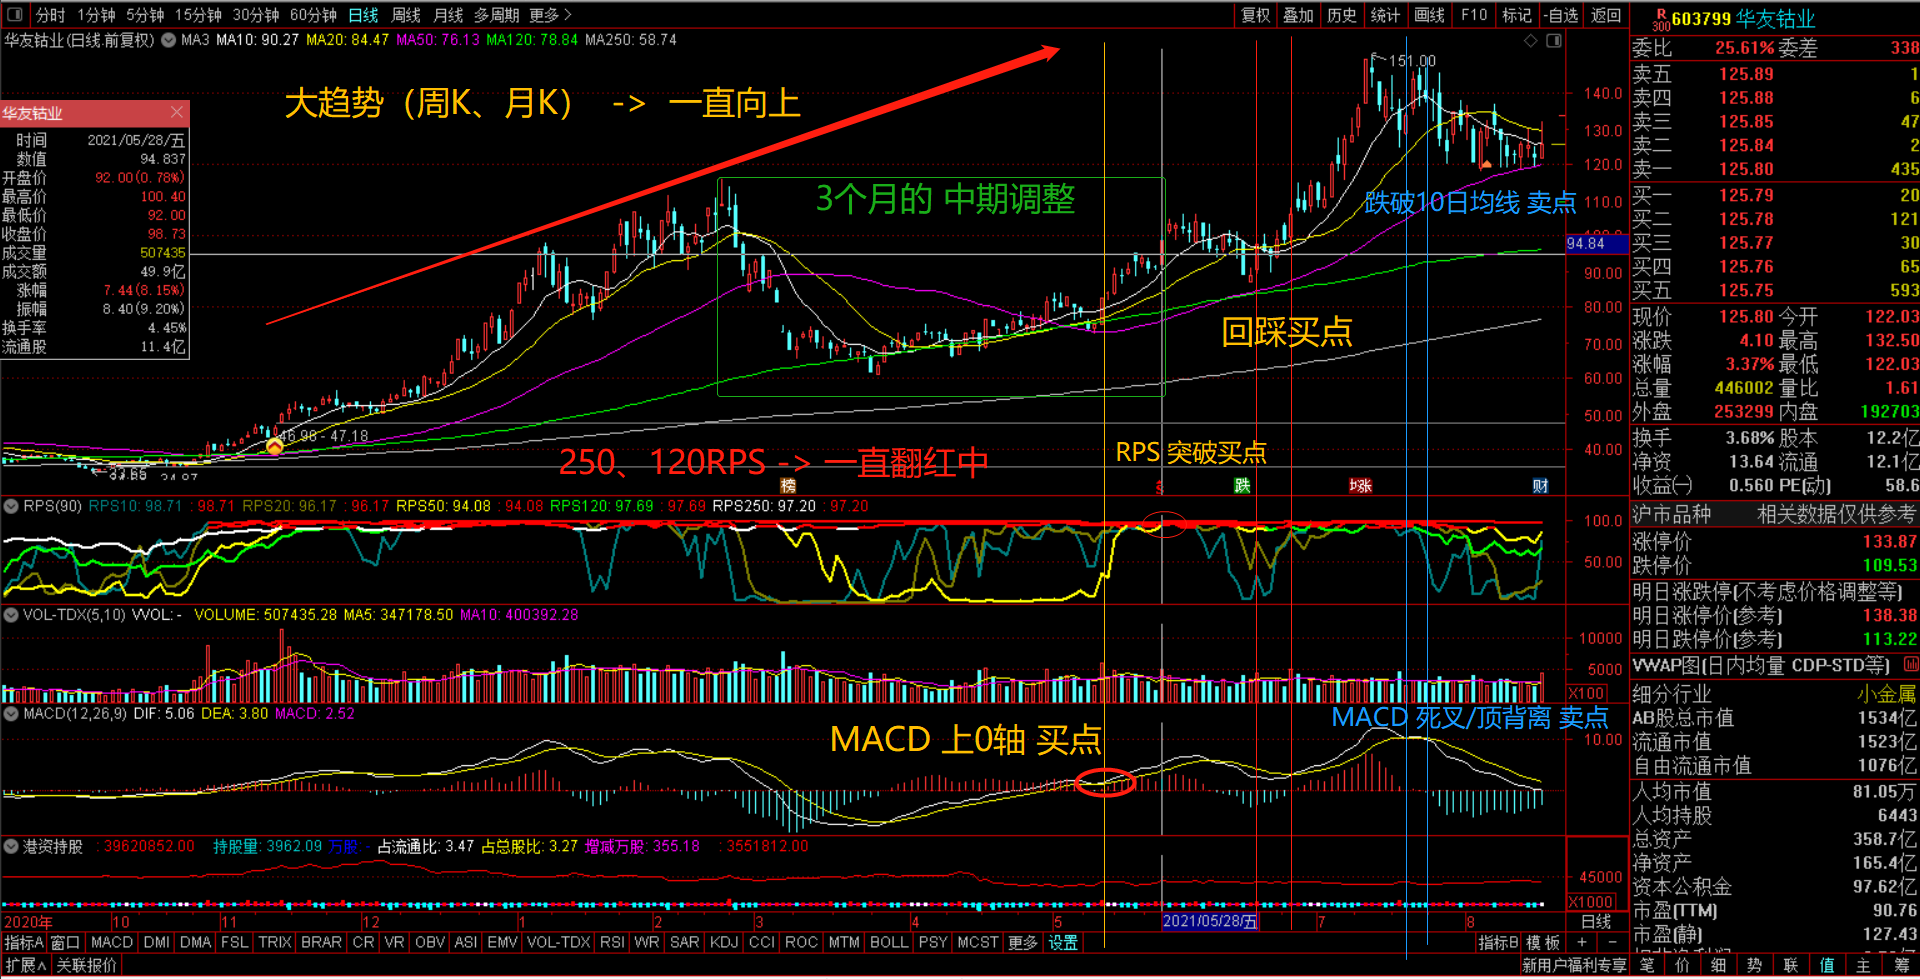 分时 1分钟 5分钟 15分钟 30分钟 60分钟 日线 周线 月线 多周期 更多 >
复权 叠加 历史 统计 画线 F10 标记 -自选 返回
R 300 603799 华友钴业
华友钴业(日线.前复权) MA3 MA10: 90.27 MA20: 84.47 MA50: 76.13 MA120: 78.84 MA250: 58.74
大趋势（周K、月K） -> 一直向上
151.00
华友钴业
时间 2021/05/28/五
数值 94.837
开盘价 92.00(0.78%)
最高价 100.40
最低价 92.00
收盘价 98.73
成交量 507435
成交额 49.9亿
涨幅 7.44(8.15%)
振幅 8.40(9.20%)
换手率 4.45%
流通股 11.4亿
3个月的 中期调整
跌破10日均线 卖点
回踩买点
RPS 突破买点
250、120RPS -> 一直翻红中
46.98 - 47.18
榜 跌 涨 财
140.0
130.0
120.0
110.0
94.84
90.00
80.00
70.00
60.00
50.00
40.00
RPS(90) RPS10: 98.71 : 98.71 RPS20: 96.17 : 96.17 RPS50: 94.08 : 94.08 RPS120: 97.69 : 97.69 RPS250: 97.20 : 97.20
100.0
50.00
VOL-TDX(5,10) VVOL: - VOLUME: 507435.28 MA5: 347178.50 MA10: 400392.28
10000
5000
X100
MACD(12,26,9) DIF: 5.06 DEA: 3.80 MACD: 2.52
MACD 上0轴 买点
MACD 死叉/顶背离 卖点
10.00
港资持股 : 39620852.00 持股量: 3962.09 万股: - 占流通比: 3.47 占总股比: 3.27 增减万股: 355.18 : 3551812.00
45000
X1000
2020年 10 11 12 1 2 3 4 5 2021/05/28/五 7 8 日线
指标A 窗口 MACD DMI DMA FSL TRIX BRAR CR VR OBV ASI EMV VOL-TDX RSI WR SAR KDJ CCI ROC MTM BOLL PSY MCST 更多 设置 指标B 模板 + -
扩展∧ 关联报价 新用户福利专享
委比 25.61% 委差 338
卖五 125.89 1
卖四 125.88 6
卖三 125.85 47
卖二 125.84 2
卖一 125.80 435
买一 125.79 20
买二 125.78 121
买三 125.77 30
买四 125.76 65
买五 125.75 593
现价 125.80 今开 122.03
涨跌 4.10 最高 132.50
涨幅 3.37% 最低 122.03
总量 446002 量比 1.61
外盘 253299 内盘 192703
换手 3.68% 股本 12.2亿
净资 13.64 流通 12.1亿
收益㈠ 0.560 PE(动) 58.6
沪市品种 相关数据仅供参考
涨停价 133.87
跌停价 109.53
明日涨跌停(不考虑价格调整等)
明日涨停价(参考) 138.38
明日跌停价(参考) 113.22
VWAP图(日内均量 CDP-STD等)
细分行业 小金属
AB股总市值 1534亿
流通市值 1523亿
自由流通市值 1076亿
人均市值 81.05万
人均持股 6443
总资产 358.7亿
净资产 165.4亿
资本公积金 97.62亿
市盈(TTM) 90.76
市盈(静) 127.43
笔 价 细 势 联 值 主 筹